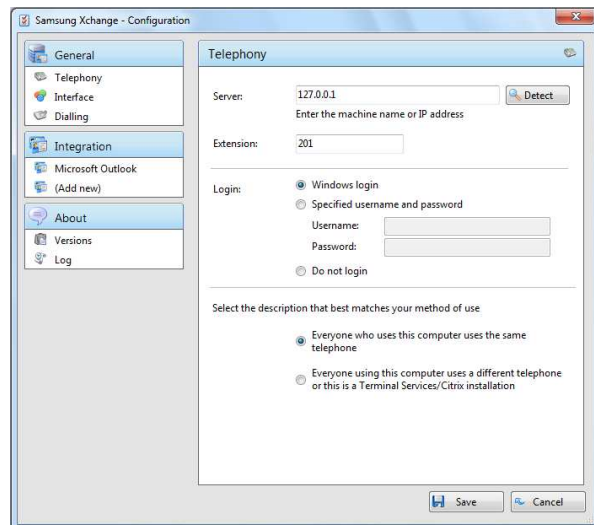 Samsung Xchange - Configuration
General
Telephony
Interface
Dialling
Integration
Microsoft Outlook
(Add new)
About
Versions
Log
Telephony
Server:
127.0.0.1
Detect
Enter the machine name or IP address
Extension:
201
Login:
Windows login
Specified username and password
Username:
Password:
Do not login
Select the description that best matches your method of use
Everyone who uses this computer uses the same
telephone
Everyone using this computer uses a different telephone
or this is a Terminal Services/Citrix installation
Save
Cancel